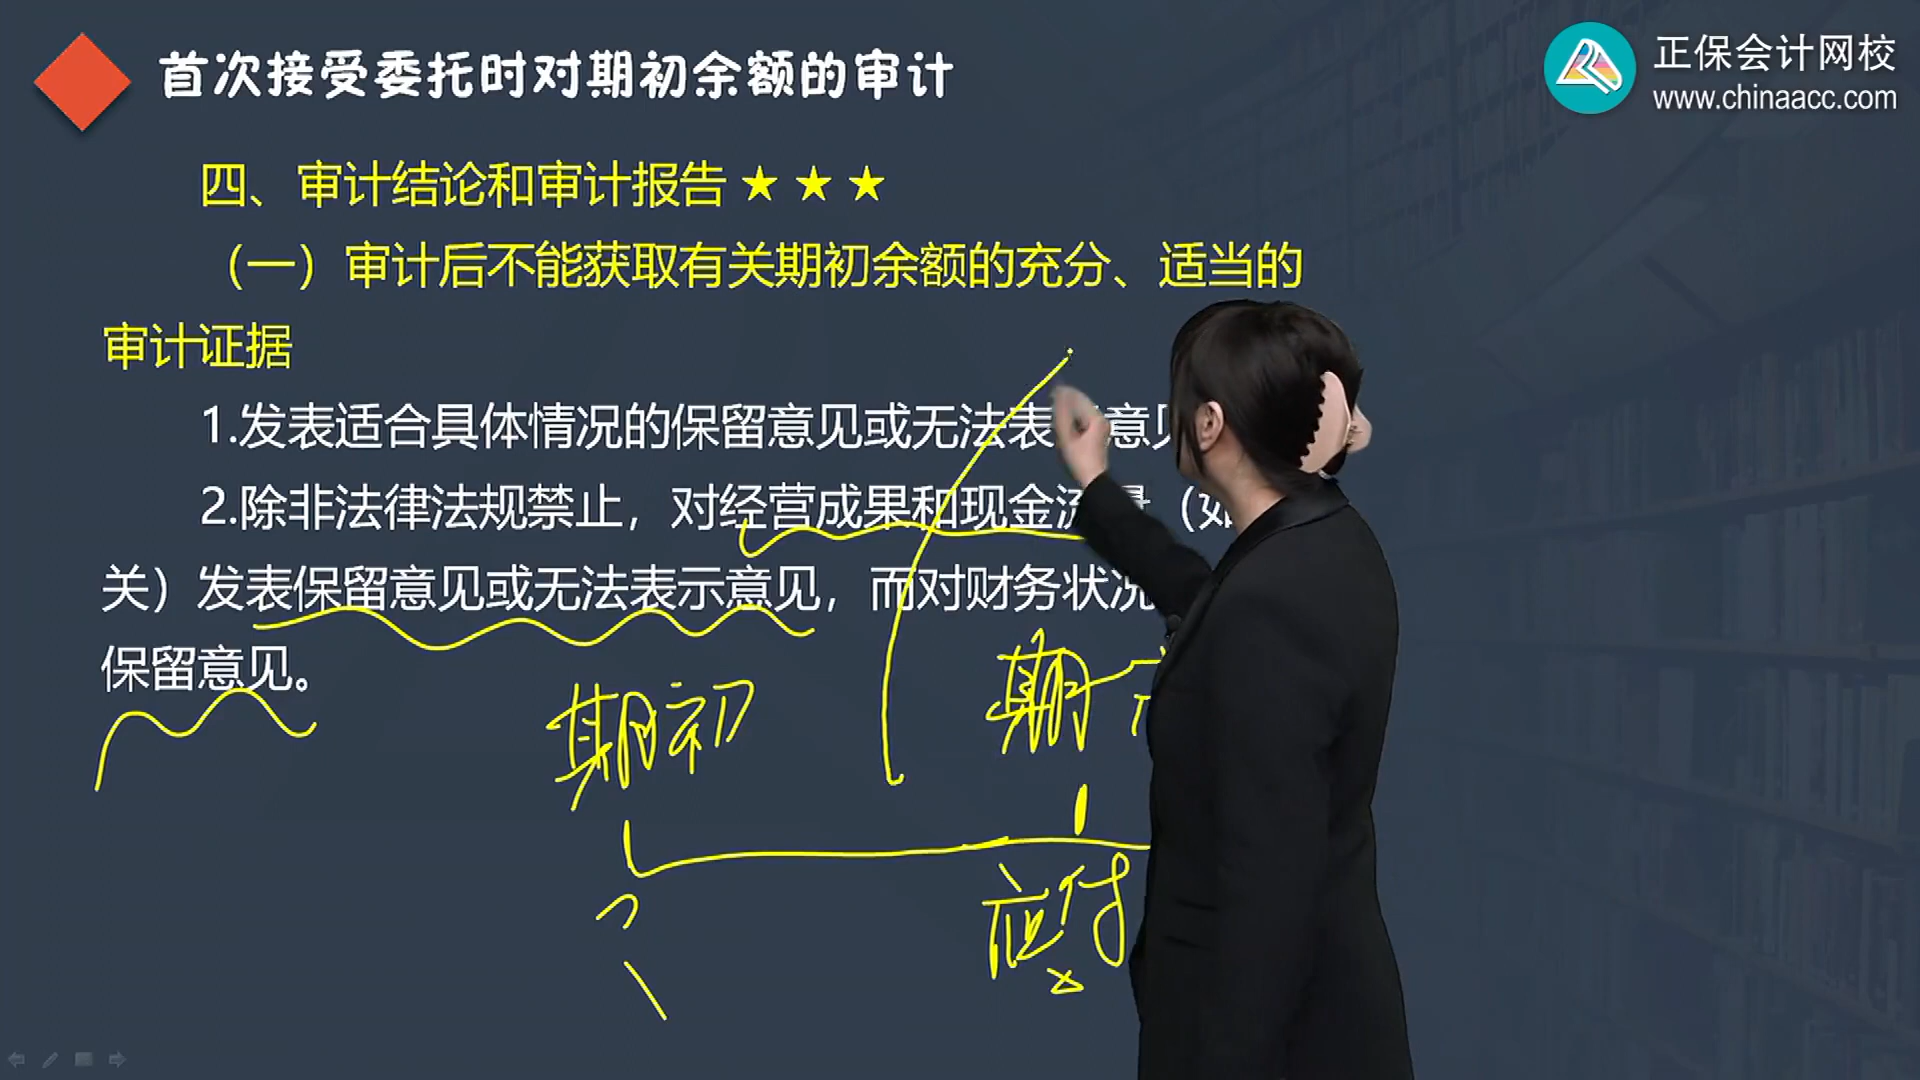 首次接受委托时对期初余额的审计
正保会计网校
www.chinaacc.com
四、审计结论和审计报告★★★
（一）审计后不能获取有关期初余额的充分、适当的
审计证据
1.发表适合具体情况的保留意见或无法表 意见
2.除非法律法规禁止，对经营成果和现金流量（如
关）发表保留意见或无法表示意见，而对财务状况
保留意见。
期初
期
应付